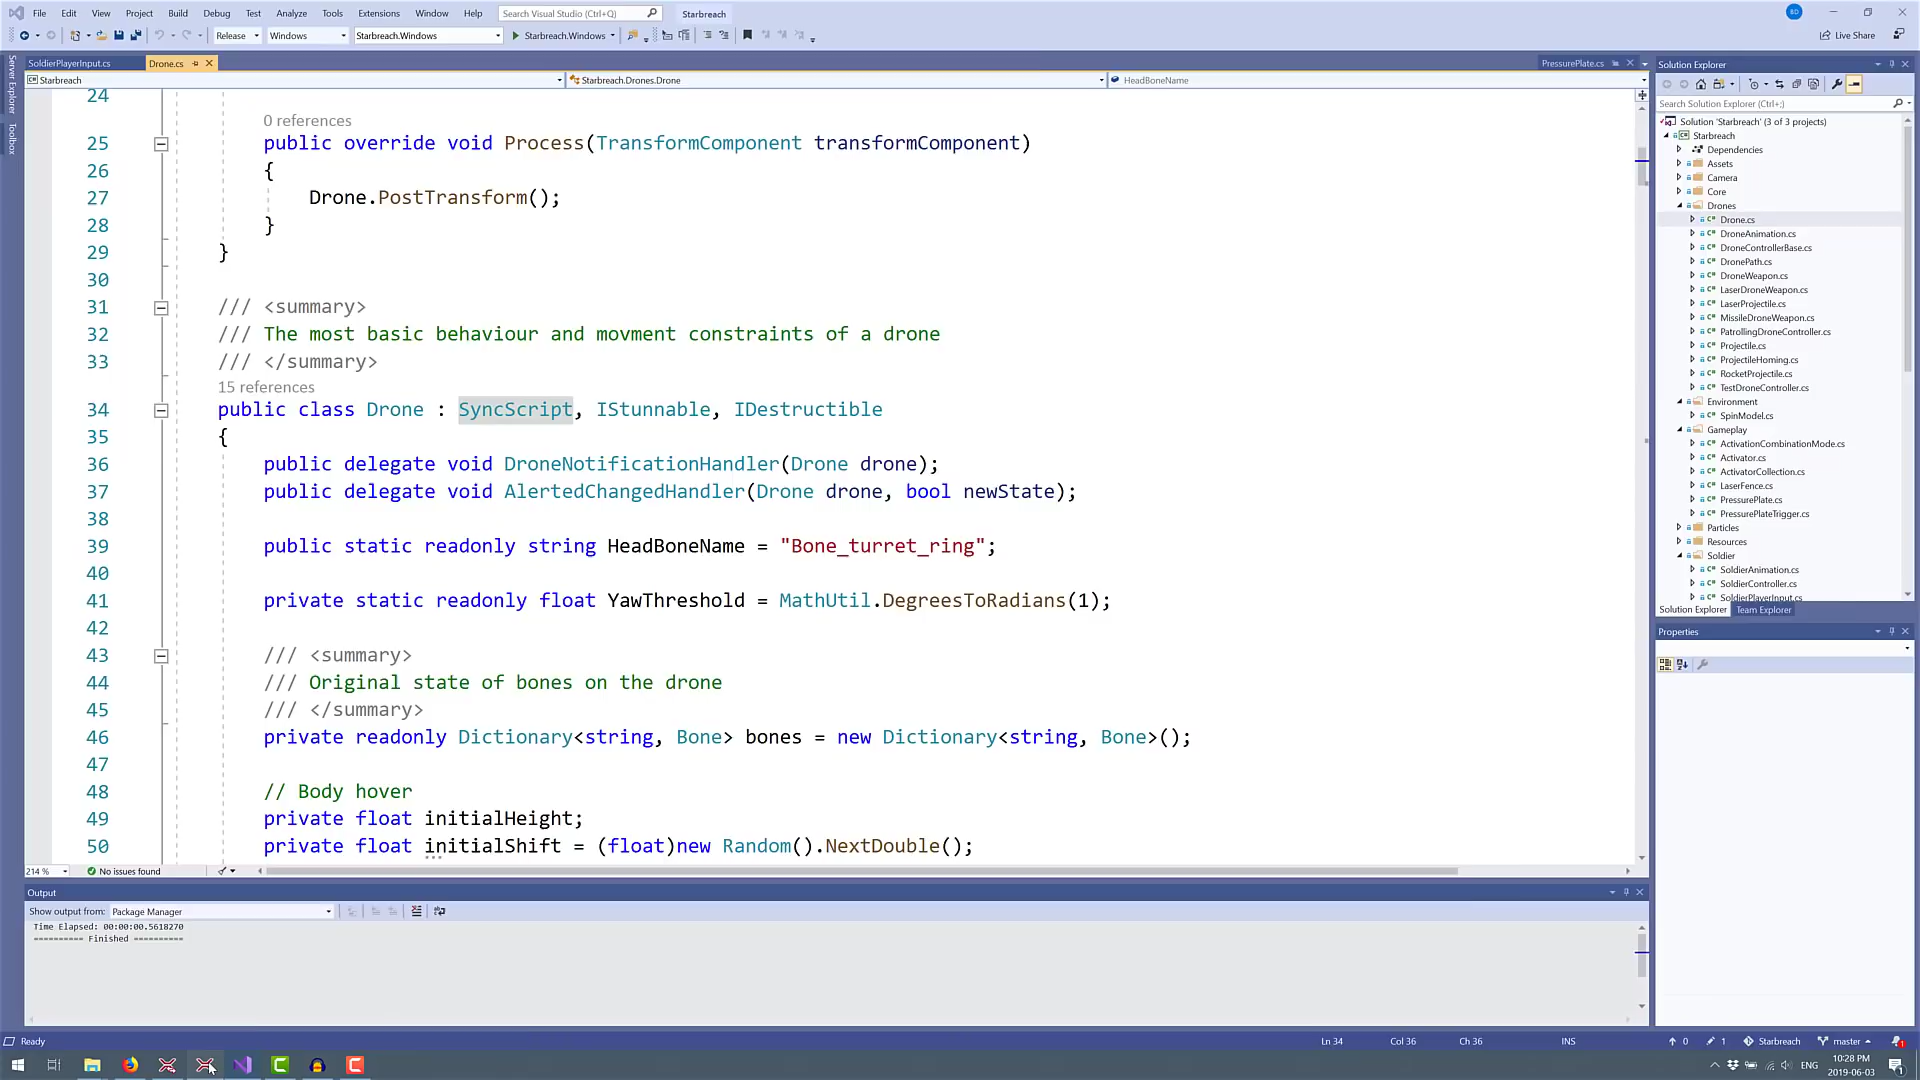 File Edit View Project Build Debug Test Analyze Tools Extensions Window Help Search Visual Studio (Ctrl+Q) Starbreach BD
Release Windows Starbreach.Windows Starbreach.Windows Live Share
SoldierPlayerInput.cs Drone.cs PressurePlate.cs
Starbreach Starbreach.Drones.Drone HeadBoneName
Server Explorer
Toolbox
24
0 references
25 public override void Process(TransformComponent transformComponent)
26 {
27 Drone.PostTransform();
28 }
29 }
30
31 /// <summary>
32 /// The most basic behaviour and movment constraints of a drone
33 /// </summary>
15 references
34 public class Drone : SyncScript, IStunnable, IDestructible
35 {
36 public delegate void DroneNotificationHandler(Drone drone);
37 public delegate void AlertedChangedHandler(Drone drone, bool newState);
38
39 public static readonly string HeadBoneName = "Bone_turret_ring";
40
41 private static readonly float YawThreshold = MathUtil.DegreesToRadians(1);
42
43 /// <summary>
44 /// Original state of bones on the drone
45 /// </summary>
46 private readonly Dictionary<string, Bone> bones = new Dictionary<string, Bone>();
47
48 // Body hover
49 private float initialHeight;
50 private float initialShift = (float)new Random().NextDouble();
214 % No issues found
Output
Show output from: Package Manager
Time Elapsed: 00:00:00.5618270
========== Finished ==========
Solution Explorer
Search Solution Explorer (Ctrl+;)
Solution 'Starbreach' (3 of 3 projects)
Starbreach
Dependencies
Assets
Camera
Core
Drones
Drone.cs
DroneAnimation.cs
DroneControllerBase.cs
DronePath.cs
DroneWeapon.cs
LaserDroneWeapon.cs
LaserProjectile.cs
MissileDroneWeapon.cs
PatrollingDroneController.cs
Projectile.cs
ProjectileHoming.cs
RocketProjectile.cs
TestDroneController.cs
Environment
SpinModel.cs
Gameplay
ActivationCombinationMode.cs
Activator.cs
ActivatorCollection.cs
LaserFence.cs
PressurePlate.cs
PressurePlateTrigger.cs
Particles
Resources
Soldier
SoldierAnimation.cs
SoldierController.cs
SoldierPlayerInput.cs
Solution Explorer Team Explorer
Properties
Ready Ln 34 Col 36 Ch 36 INS 0 1 Starbreach master
ENG 10:28 PM
2019-06-03